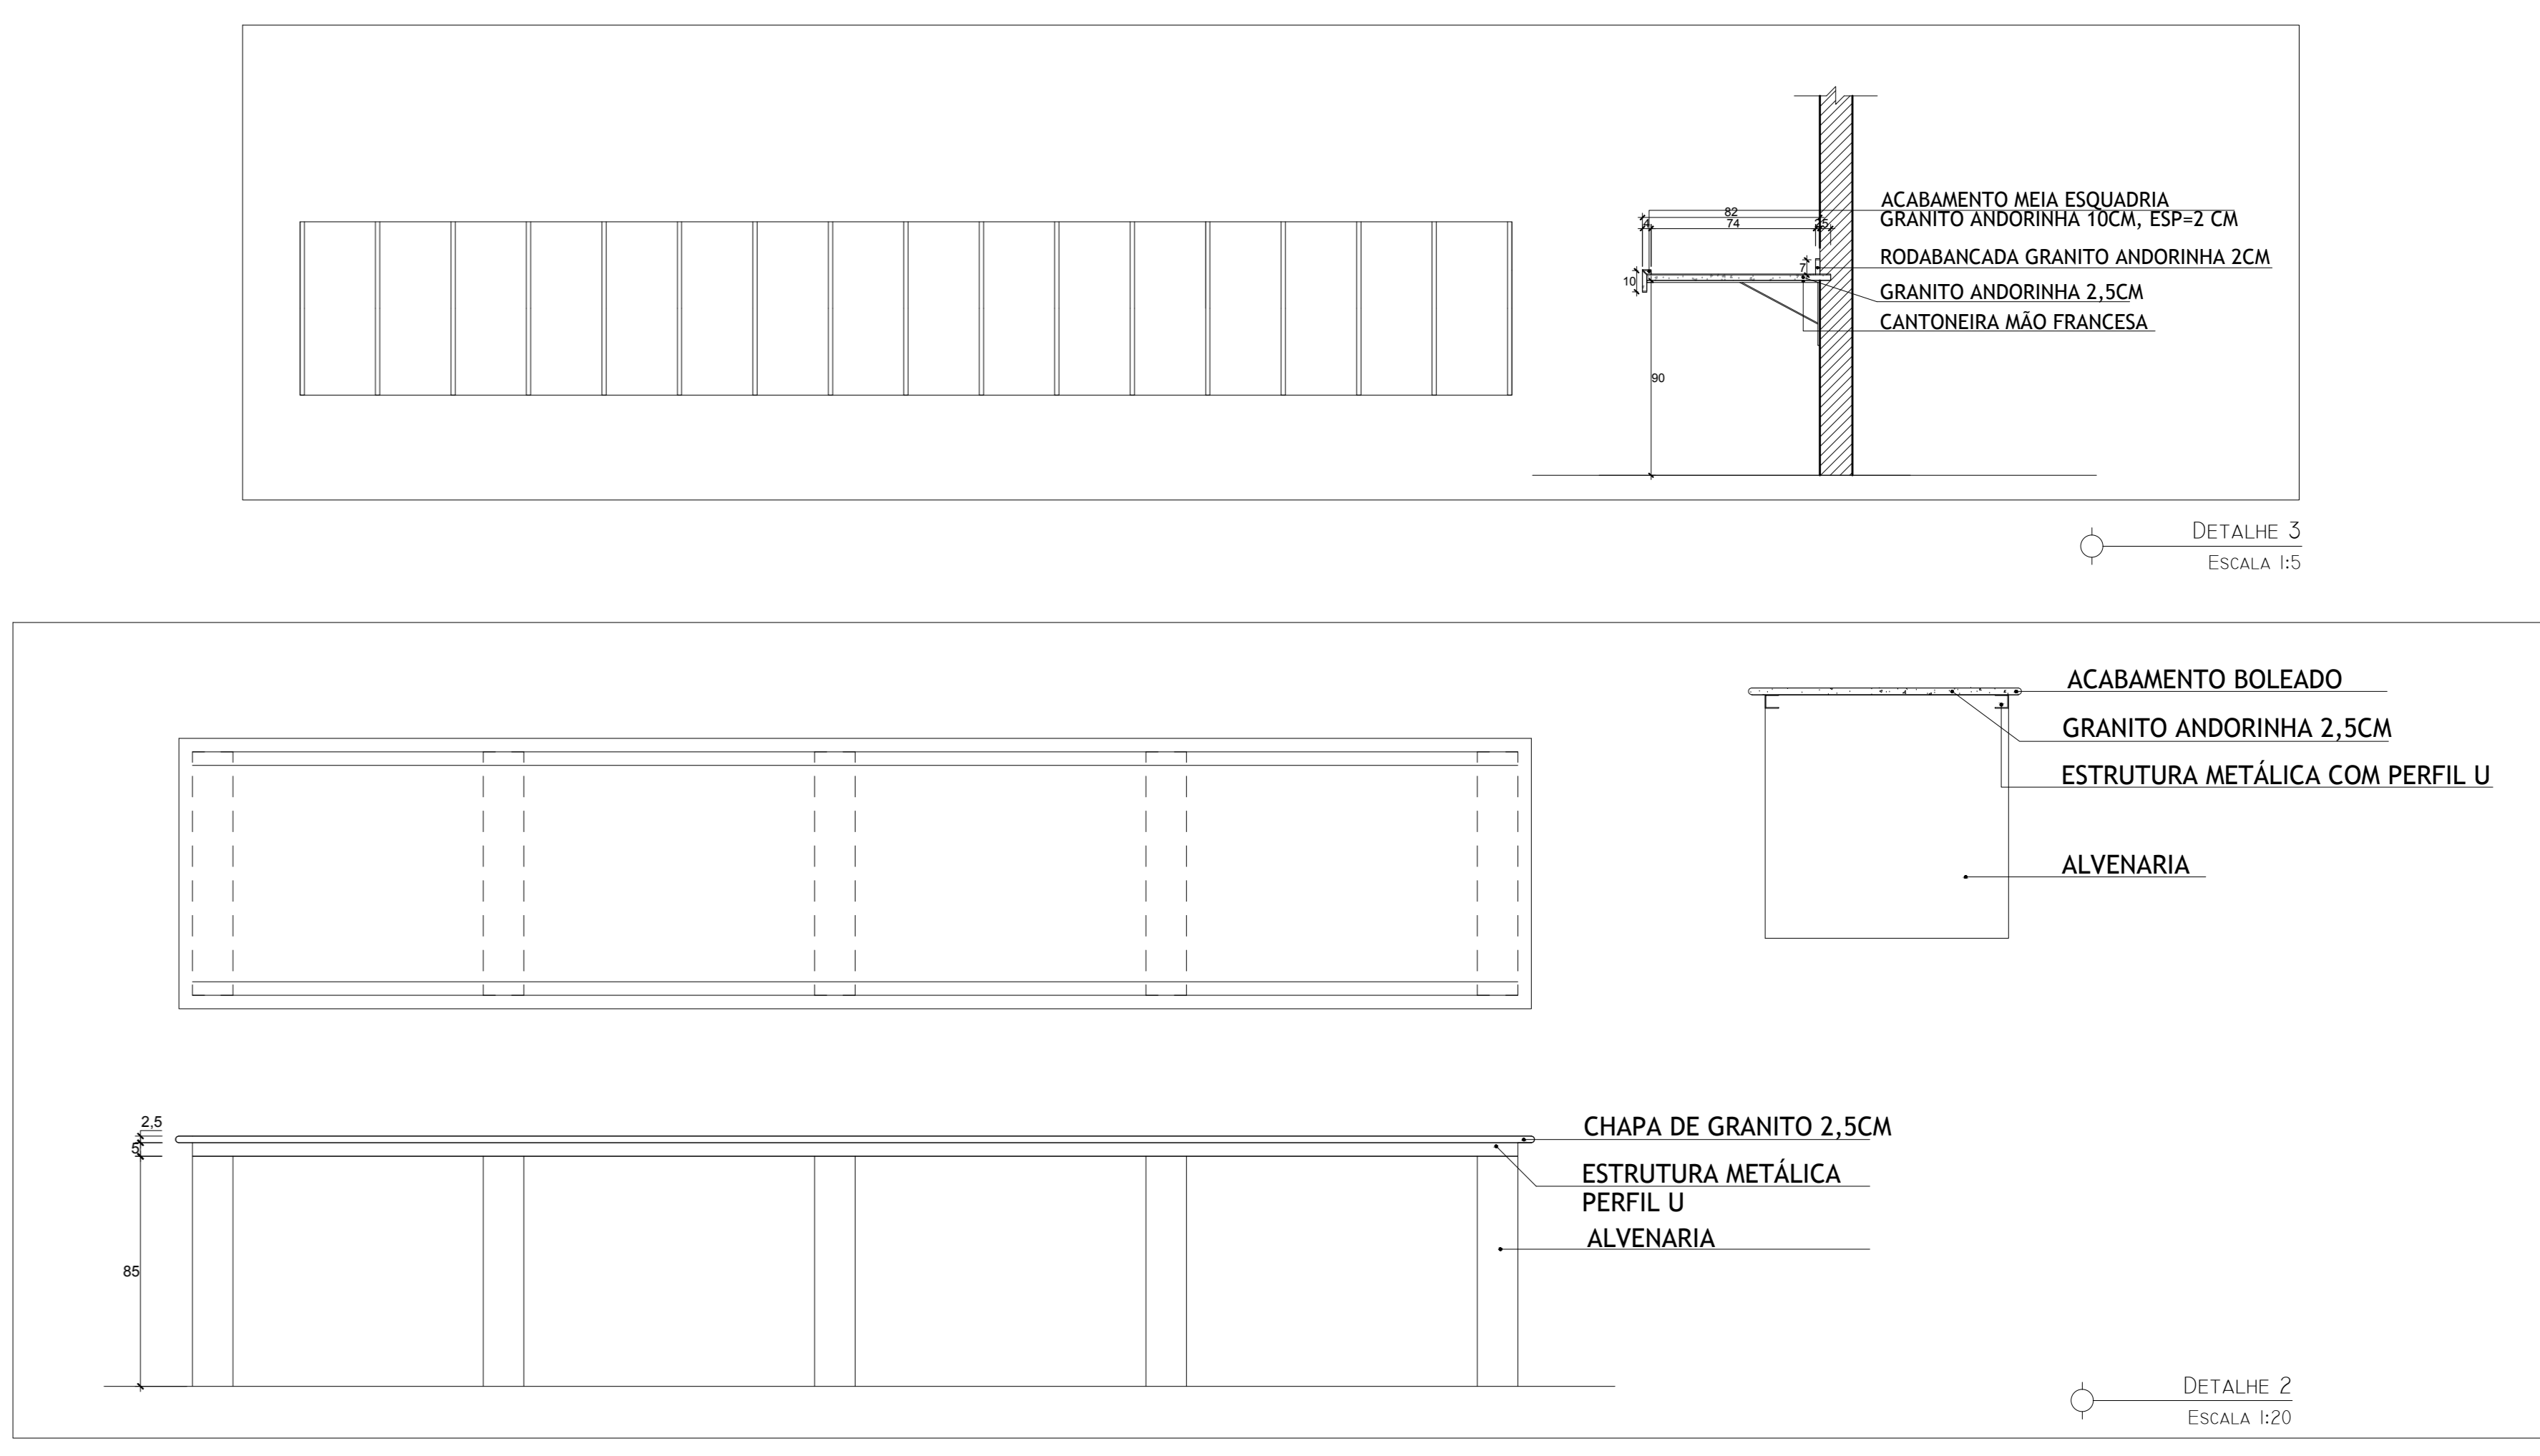 ACABAMENTO MEIA ESQUADRIA
GRANITO ANDORINHA 10CM, ESP=2 CM
82
4 74 25
RODABANCADA GRANITO ANDORINHA 2CM
7
10
GRANITO ANDORINHA 2,5CM
CANTONEIRA MÃO FRANCESA
90
DETALHE 3
ESCALA 1:5
ACABAMENTO BOLEADO
GRANITO ANDORINHA 2,5CM
ESTRUTURA METÁLICA COM PERFIL U
ALVENARIA
2,5
5
85
CHAPA DE GRANITO 2,5CM
ESTRUTURA METÁLICA
PERFIL U
ALVENARIA
DETALHE 2
ESCALA 1:20